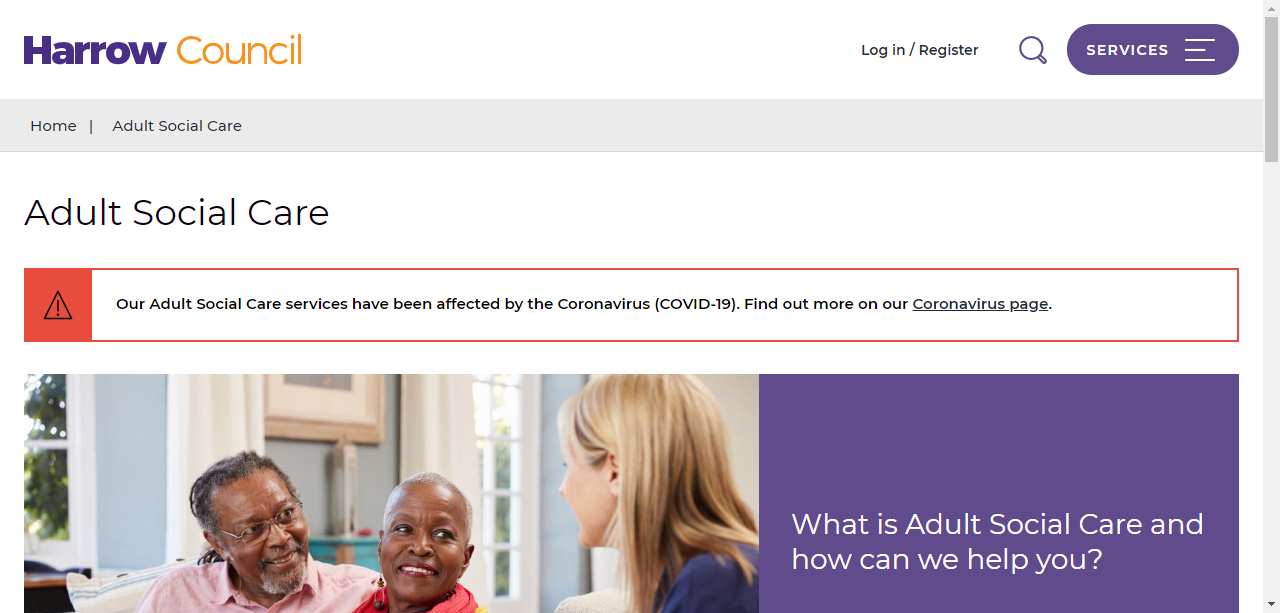 Harrow Council
Log in / Register
SERVICES
Home | Adult Social Care
Adult Social Care
Our Adult Social Care services have been affected by the Coronavirus (COVID-19). Find out more on our Coronavirus page.
What is Adult Social Care and
how can we help you?